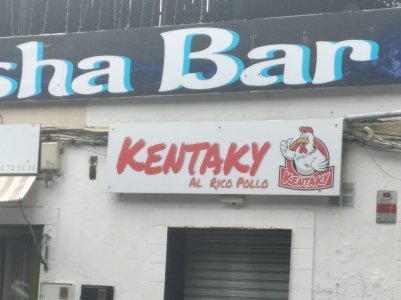 sha Bar
KENTAKY
AL RICO POLLO
KENTAKY